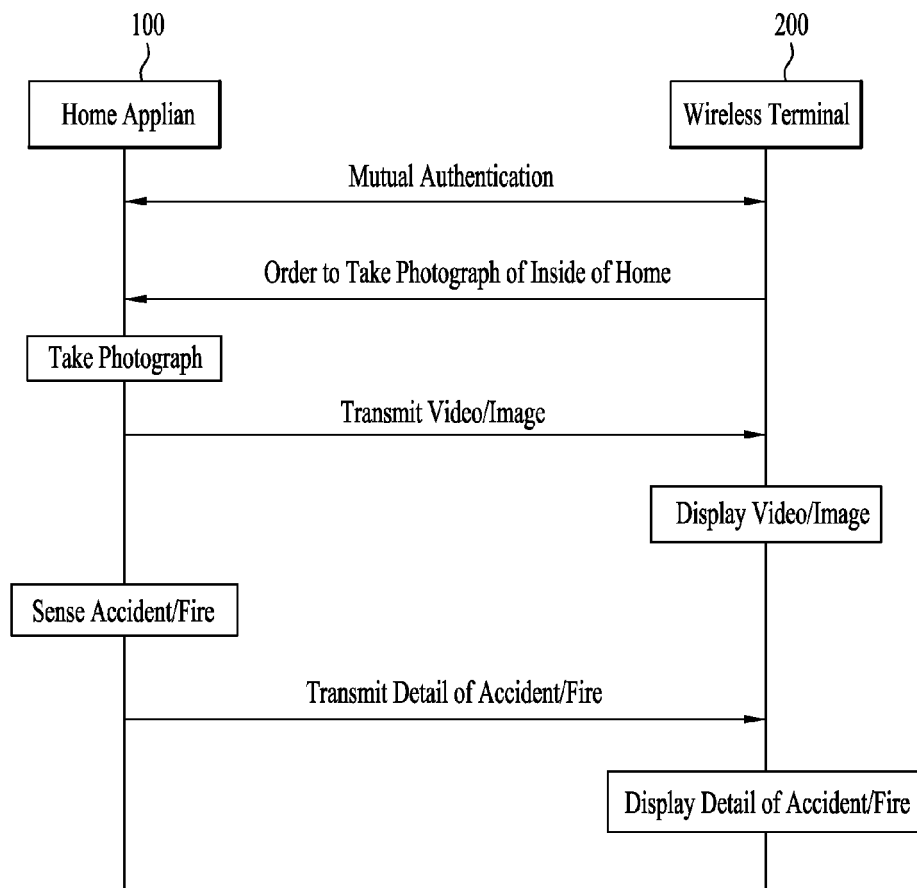 100
200
Home Applian
Wireless Terminal
Mutual Authentication
Order to Take Photograph of Inside of Home
Take Photograph
Transmit Video/Image
Display Video/Image
Sense Accident/Fire
Transmit Detail of Accident/Fire
Display Detail of Accident/Fire